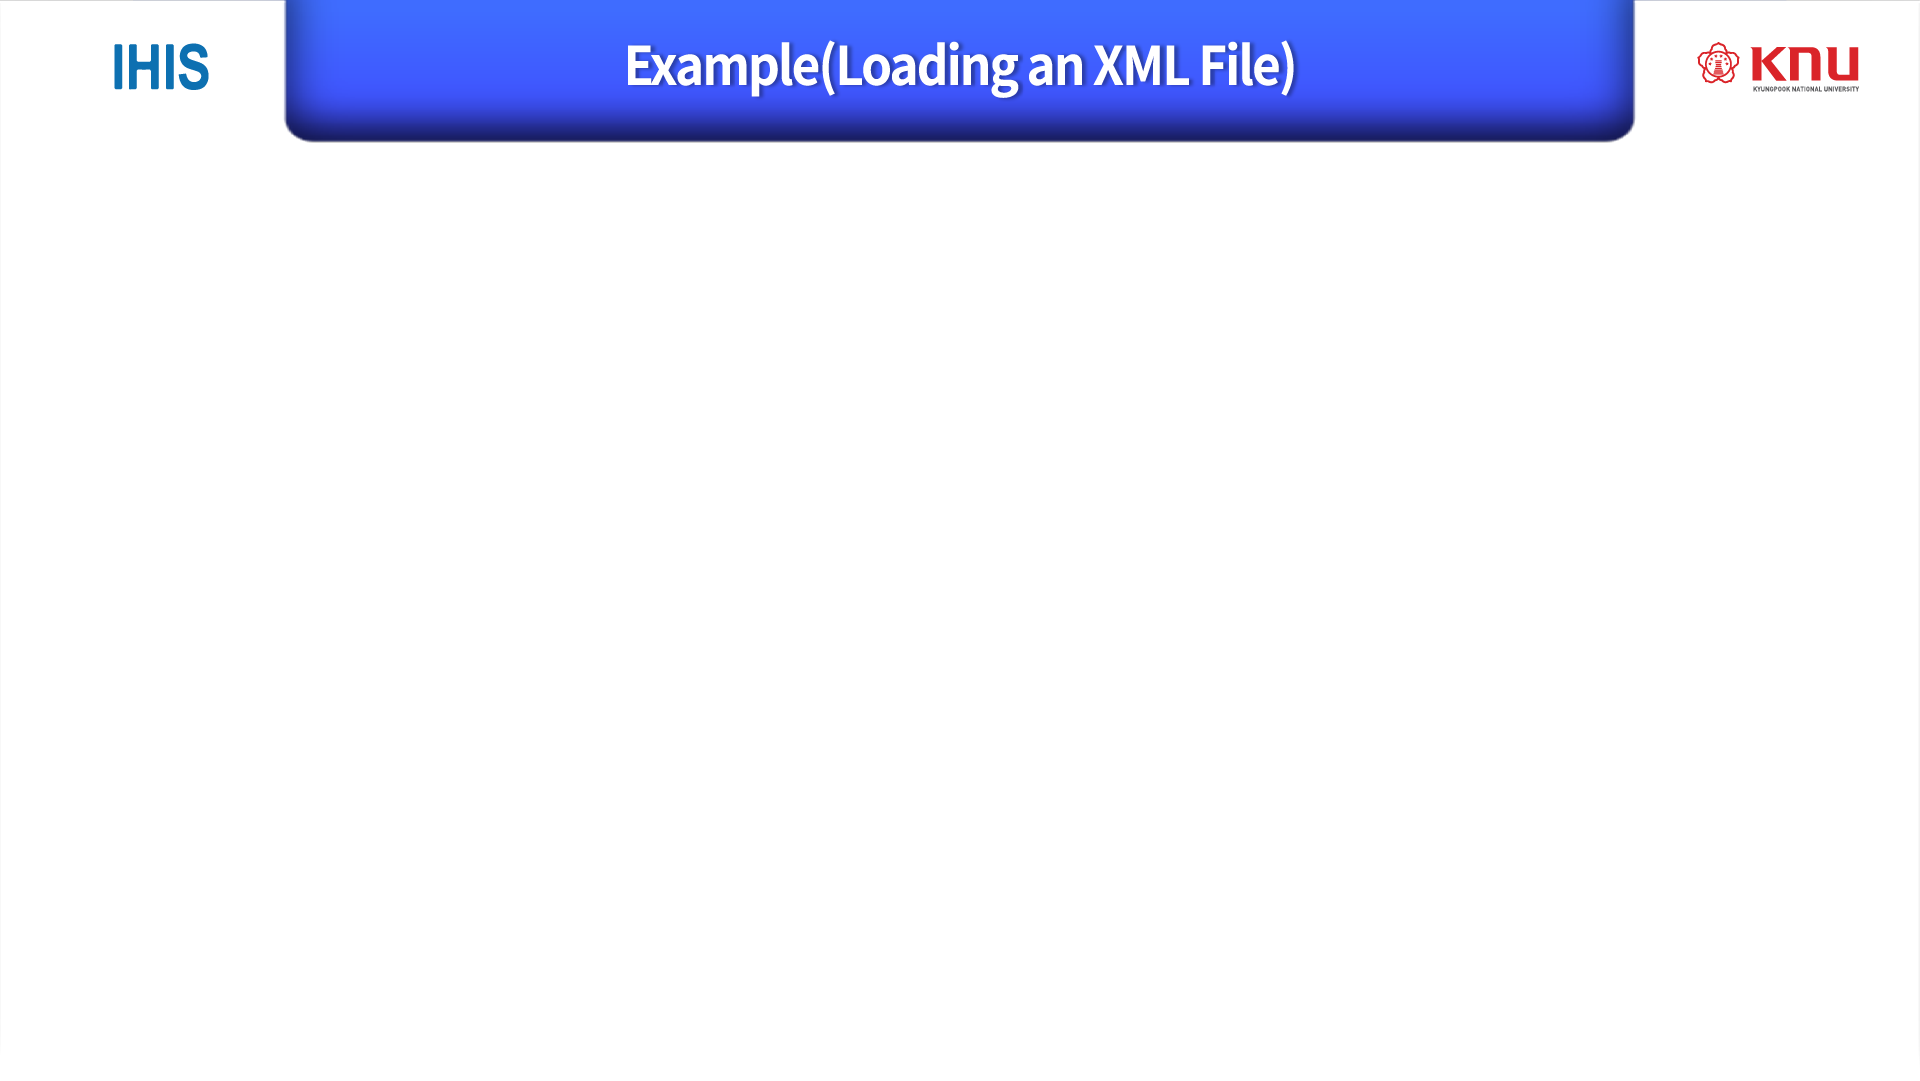 IHIS
Example(Loading an XML File)
KNU
KYUNGPOOK NATIONAL UNIVERSITY